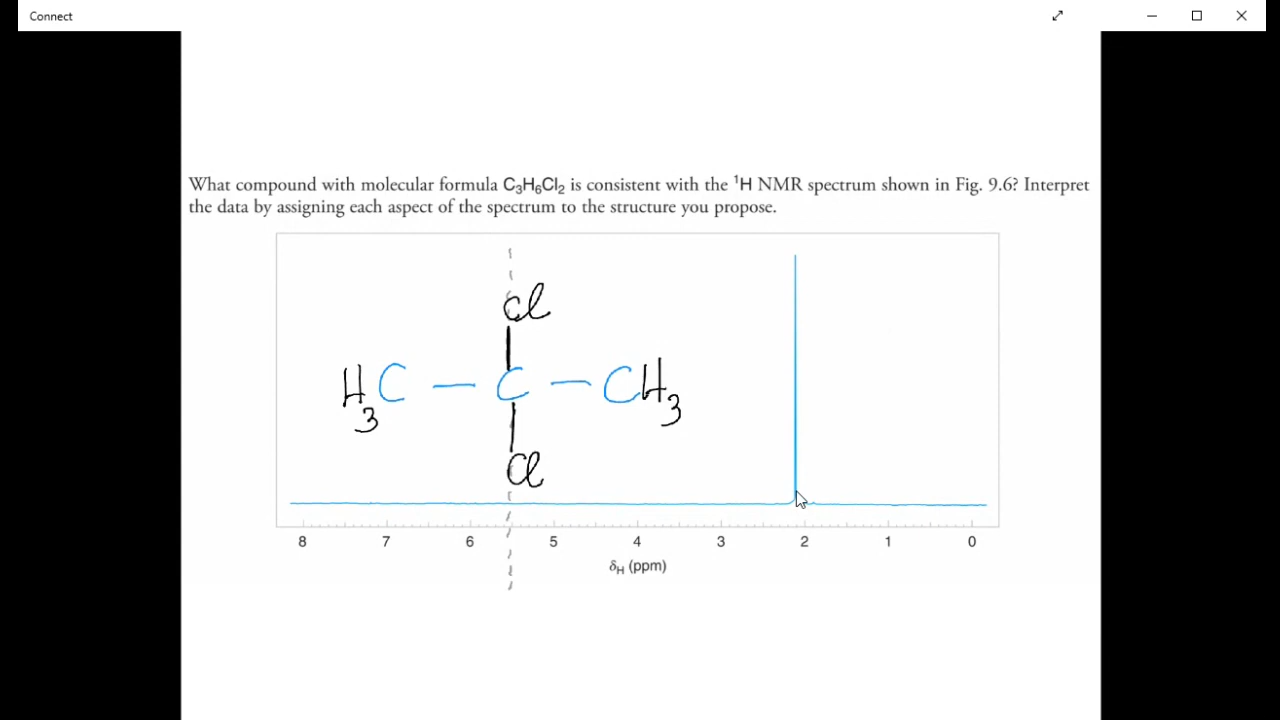 Connect
What compound with molecular formula C₃H₆Cl₂ is consistent with the ¹H NMR spectrum shown in Fig. 9.6? Interpret
the data by assigning each aspect of the spectrum to the structure you propose.
Cl
H₃C — C — CH₃
Cl
8 7 6 5 4 3 2 1 0
δH (ppm)